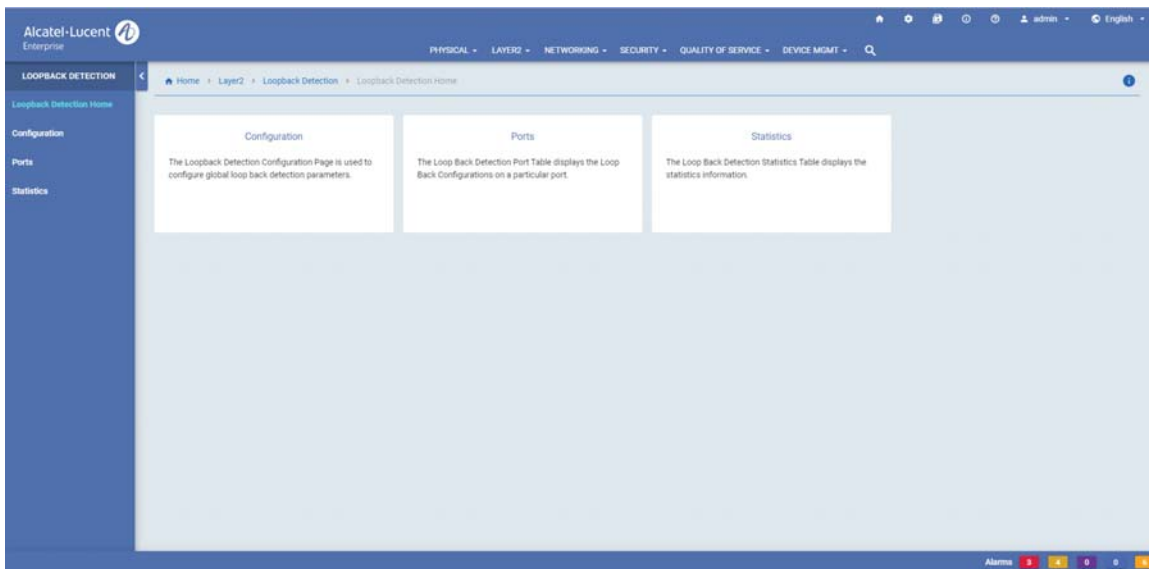 Alcatel·Lucent
Enterprise
admin
English
PHYSICAL
LAYER2
NETWORKING
SECURITY
QUALITY OF SERVICE
DEVICE MGMT
LOOPBACK DETECTION
Home › Layer2 › Loopback Detection › Loopback Detection Home
Loopback Detection Home
Configuration
Ports
Statistics
Configuration
The Loopback Detection Configuration Page is used to
configure global loop back detection parameters.
Ports
The Loop Back Detection Port Table displays the Loop
Back Configurations on a particular port.
Statistics
The Loop Back Detection Statistics Table displays the
statistics information.
Alarms 3 4 0 0 6